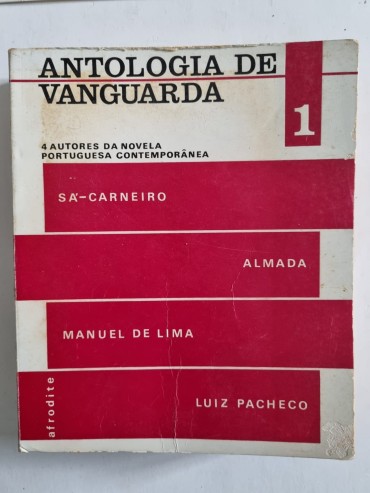 ANTOLOGIA DE
VANGUARDA
1
4 AUTORES DA NOVELA
PORTUGUESA CONTEMPORÂNEA
SÁ-CARNEIRO
ALMADA
MANUEL DE LIMA
LUIZ PACHECO
afrodite